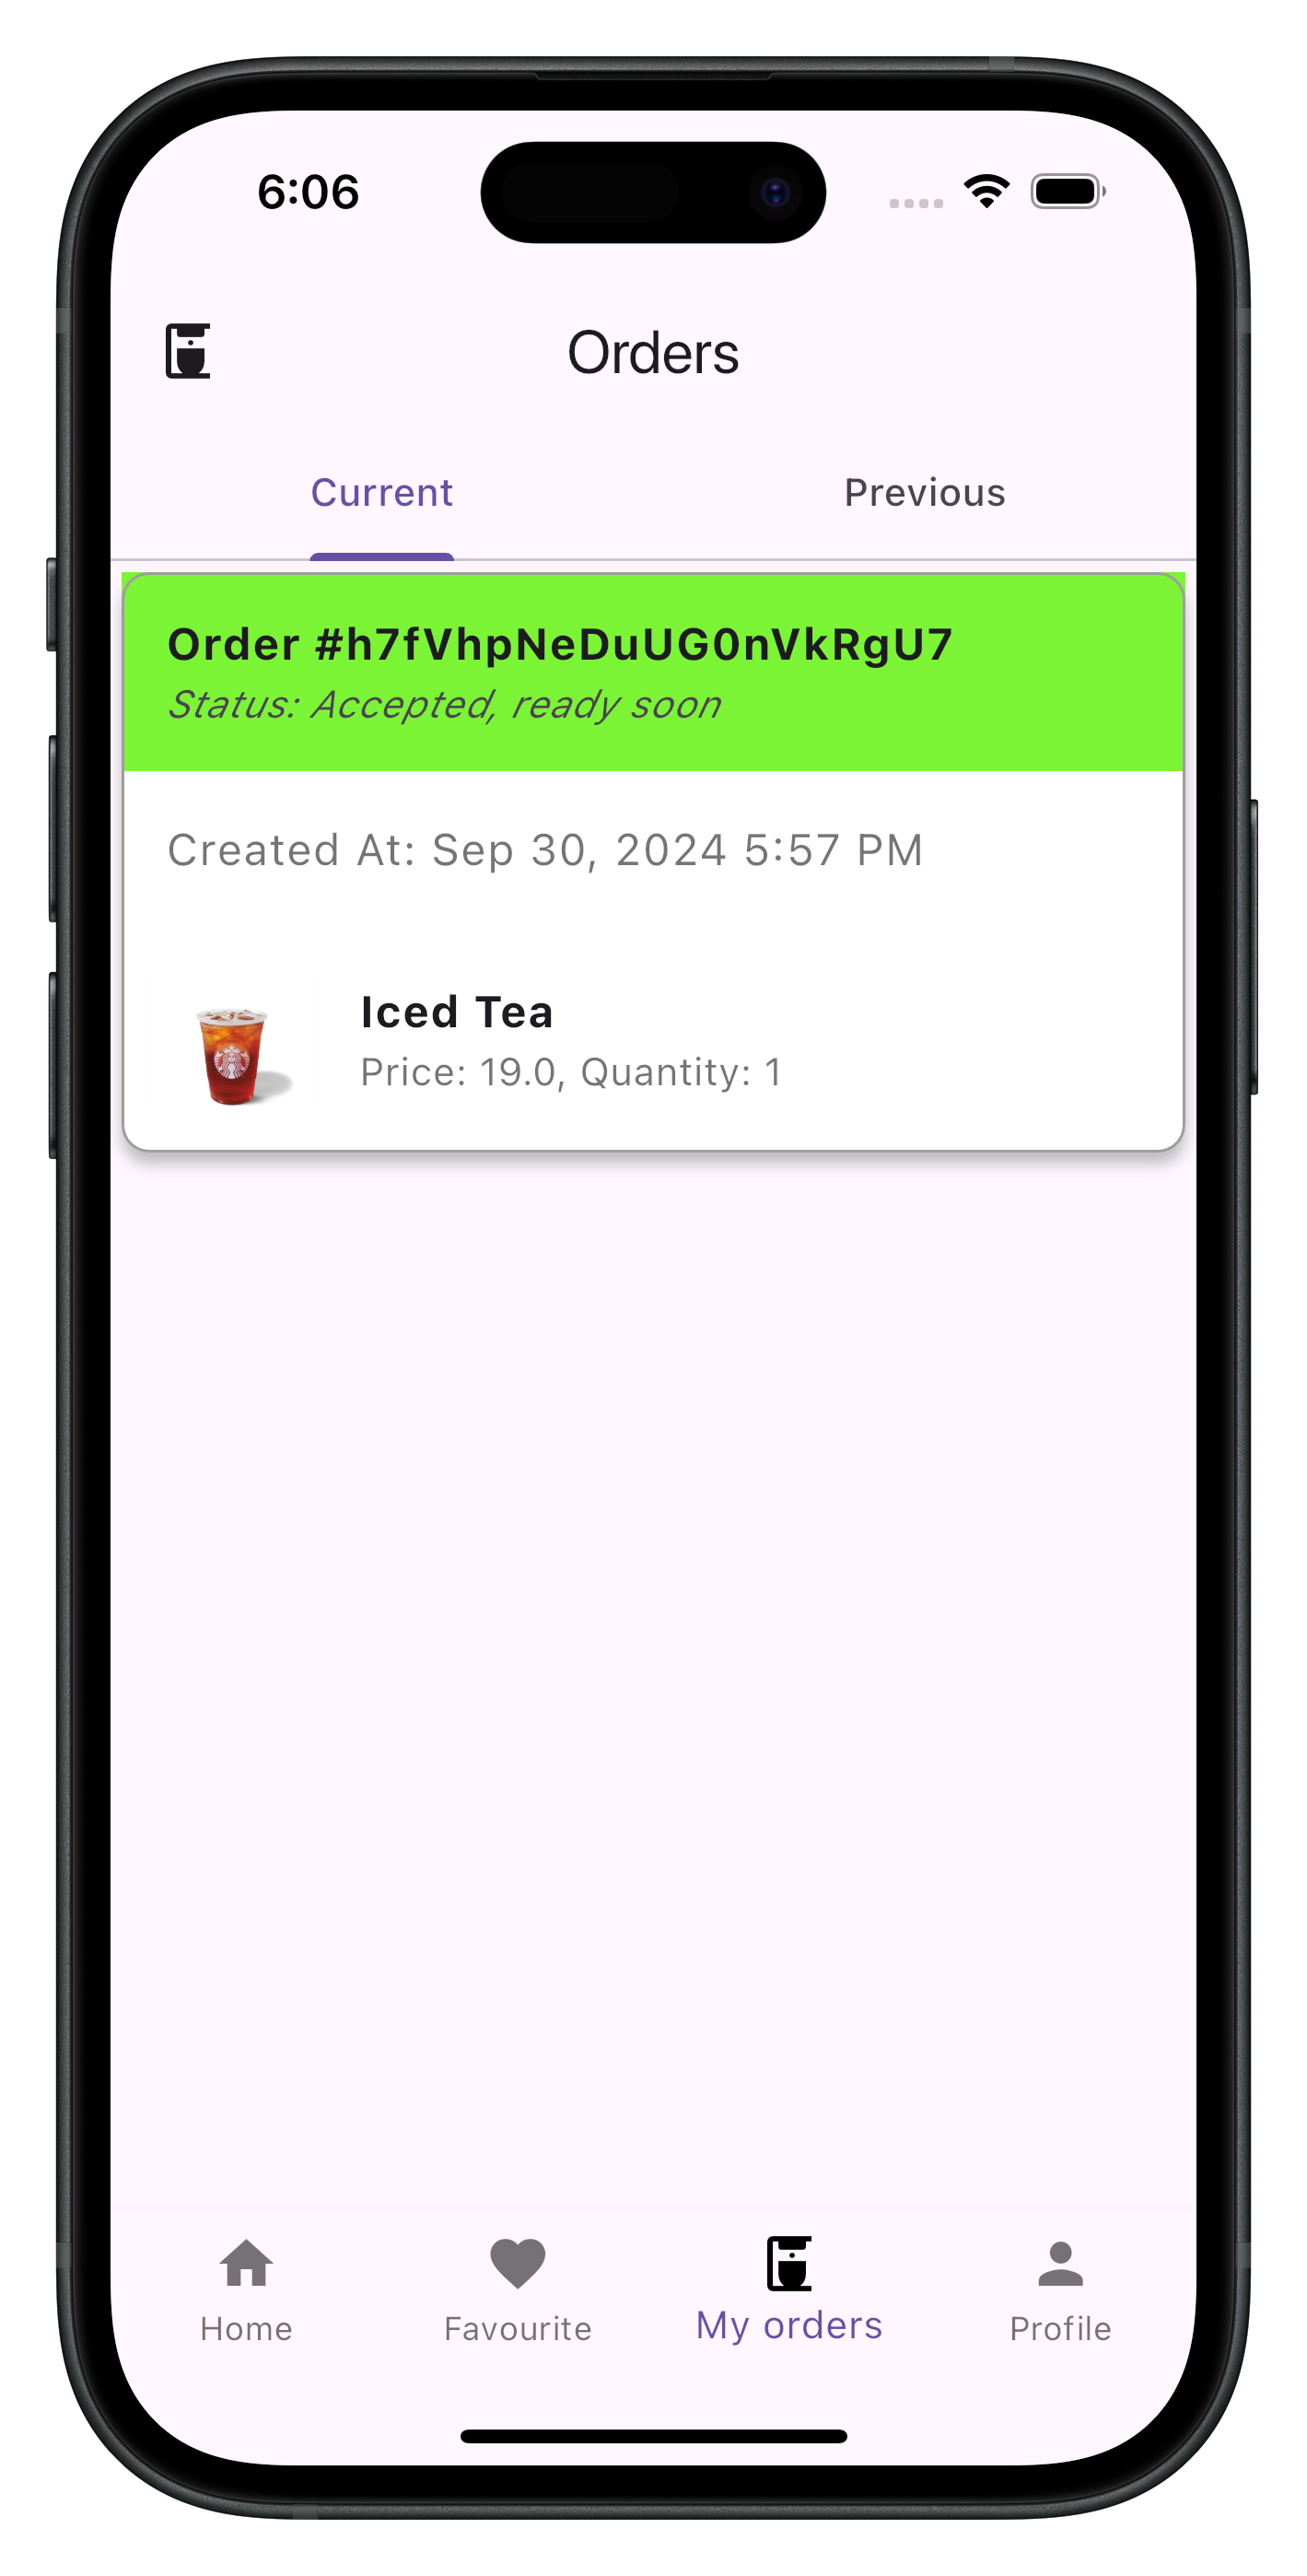 6:06
Orders
Current
Previous
Order #h7fVhpNeDuUG0nVkRgU7
Status: Accepted, ready soon
Created At: Sep 30, 2024 5:57 PM
Iced Tea
Price: 19.0, Quantity: 1
Home
Favourite
My orders
Profile